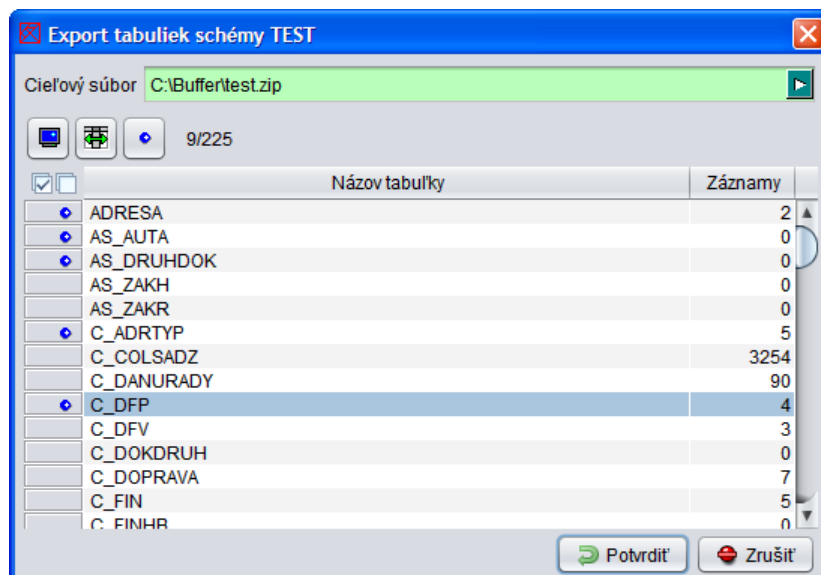 Export tabuliek schémy TEST
Cieľový súbor C:\Buffer\test.zip
9/225
Názov tabuľky Záznamy
ADRESA 2
AS_AUTA 0
AS_DRUHDOK 0
AS_ZAKH 0
AS_ZAKR 0
C_ADRTYP 5
C_COLSADZ 3254
C_DANURADY 90
C_DFP 4
C_DFV 3
C_DOKDRUH 0
C_DOPRAVA 7
C_FIN 5
C_FINHB 0
Potvrdiť Zrušiť